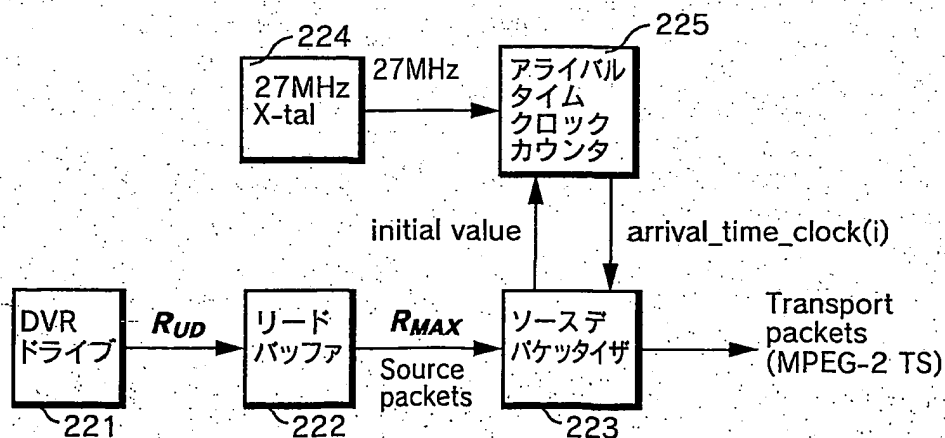 224
27MHz
X-tal
27MHz
225
アライバル
タイム
クロック
カウンタ
initial value
arrival_time_clock(i)
DVR
ドライブ
221
RUD
リード
バッファ
222
RMAX
Source
packets
ソースデ
パケッタイザ
223
Transport
packets
(MPEG-2 TS)